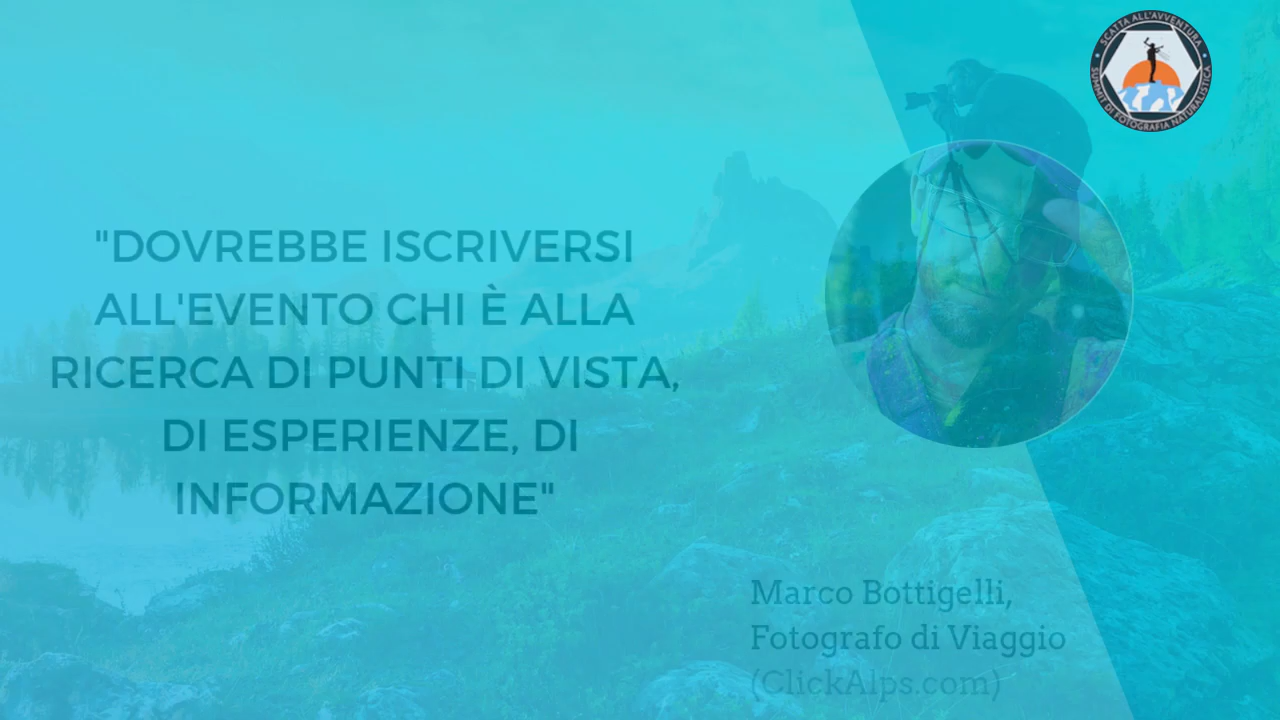 SCATTA ALL'AVVENTURA
SUMMIT DI FOTOGRAFIA NATURALISTICA
"DOVREBBE ISCRIVERSI
ALL'EVENTO CHI È ALLA
RICERCA DI PUNTI DI VISTA,
DI ESPERIENZE, DI
INFORMAZIONE"
Marco Bottigelli,
Fotografo di Viaggio
(ClickAlps.com)